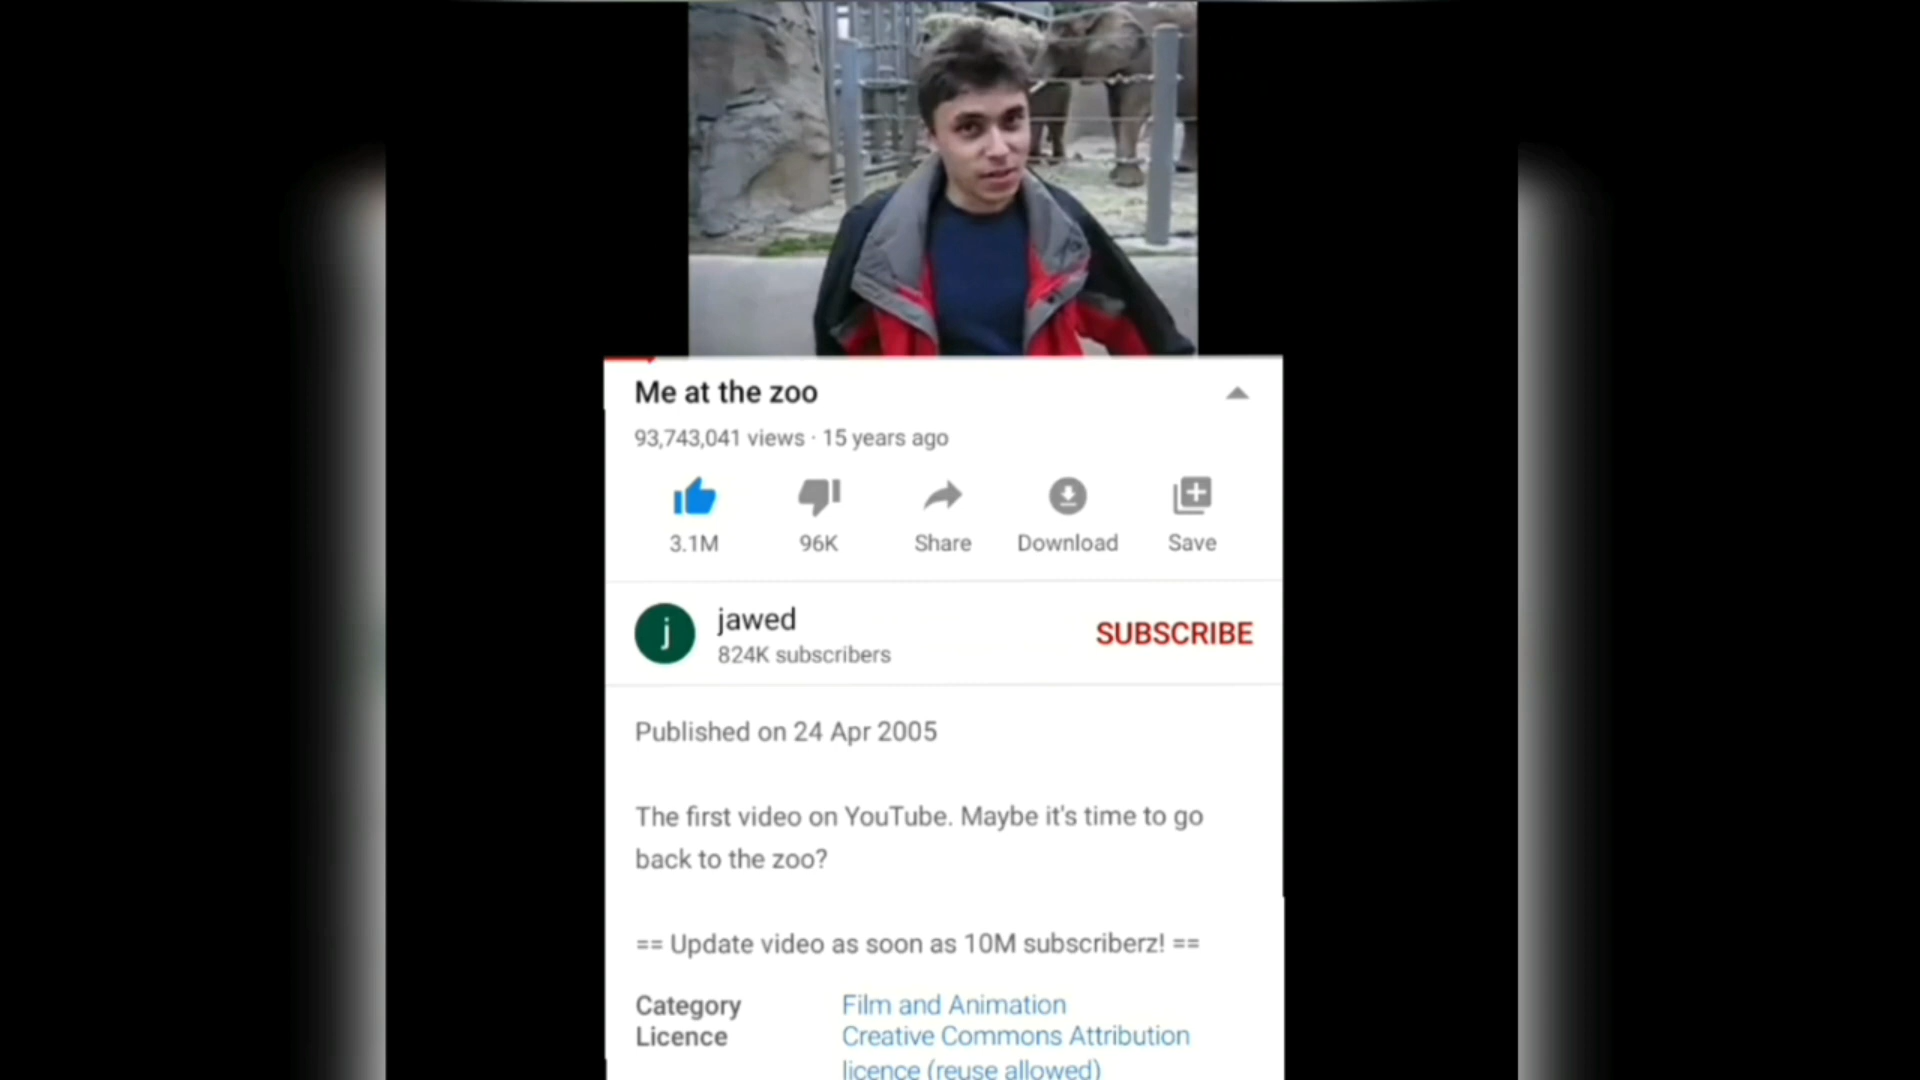 Me at the zoo
93,743,041 views · 15 years ago
3.1M 96K Share Download Save
j
jawed
824K subscribers
SUBSCRIBE
Published on 24 Apr 2005
The first video on YouTube. Maybe it's time to go
back to the zoo?
== Update video as soon as 10M subscriberz! ==
Category Film and Animation
Licence Creative Commons Attribution
licence (reuse allowed)